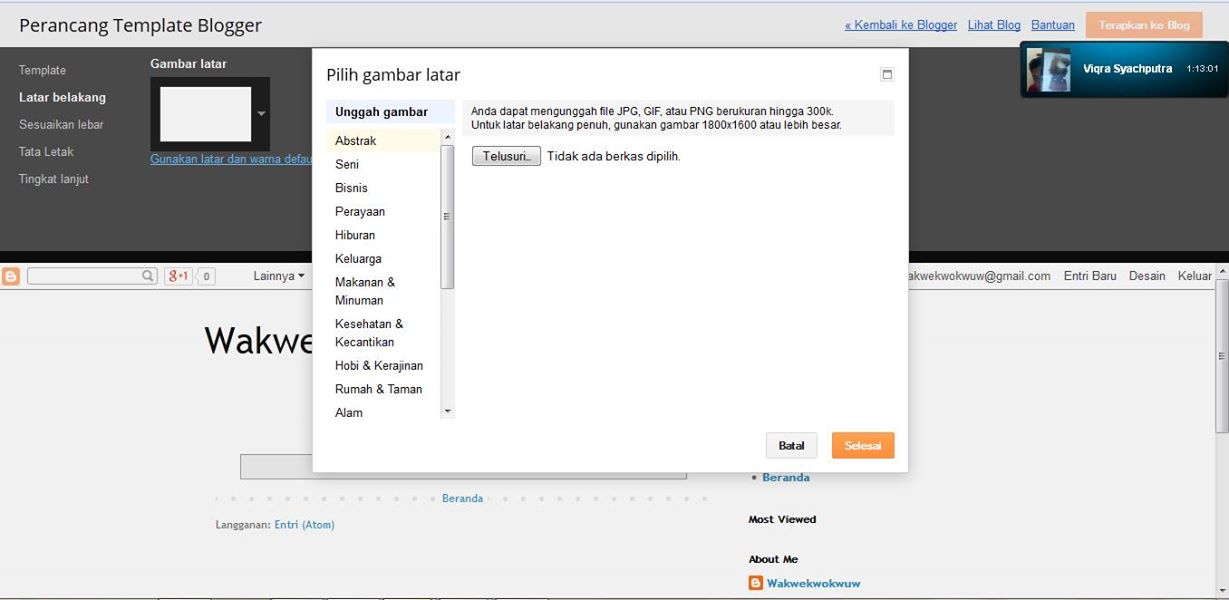 Perancang Template Blogger
« Kembali ke Blogger Lihat Blog Bantuan Terapkan ke Blog
Viqra Syachputra 1:13:01
Template
Latar belakang
Sesuaikan lebar
Tata Letak
Tingkat lanjut
Gambar latar
Gunakan latar dan warna defau
Pilih gambar latar
Unggah gambar
Abstrak
Seni
Bisnis
Perayaan
Hiburan
Keluarga
Makanan &
Minuman
Kesehatan &
Kecantikan
Hobi & Kerajinan
Rumah & Taman
Alam
Anda dapat mengunggah file JPG, GIF, atau PNG berukuran hingga 300k.
Untuk latar belakang penuh, gunakan gambar 1800x1600 atau lebih besar.
Telusuri... Tidak ada berkas dipilih.
Batal Selesai
g+1 0 Lainnya
akwekwokwuw@gmail.com Entri Baru Desain Keluar
Wakwe
Beranda
Langganan: Entri (Atom)
Beranda
Most Viewed
About Me
Wakwekwokwuw